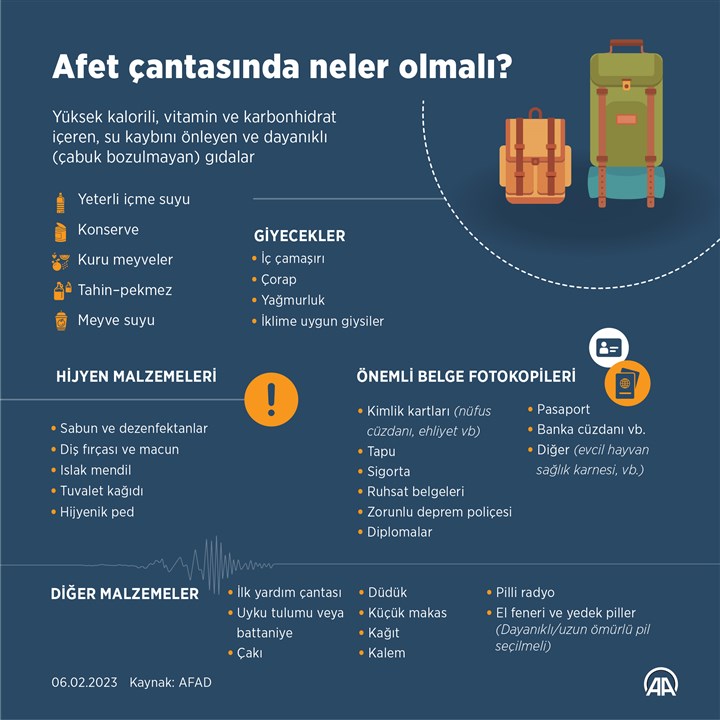 Afet çantasında neler olmalı?
Yüksek kalorili, vitamin ve karbonhidrat
içeren, su kaybını önleyen ve dayanıklı
(çabuk bozulmayan) gıdalar
Yeterli içme suyu
Konserve
Kuru meyveler
Tahin–pekmez
Meyve suyu
GİYECEKLER
• İç çamaşırı
• Çorap
• Yağmurluk
• İklime uygun giysiler
HİJYEN MALZEMELERİ
• Sabun ve dezenfektanlar
• Diş fırçası ve macun
• Islak mendil
• Tuvalet kağıdı
• Hijyenik ped
ÖNEMLİ BELGE FOTOKOPİLERİ
• Kimlik kartları (nüfus
cüzdanı, ehliyet vb)
• Tapu
• Sigorta
• Ruhsat belgeleri
• Zorunlu deprem poliçesi
• Diplomalar
• Pasaport
• Banka cüzdanı vb.
• Diğer (evcil hayvan
sağlık karnesi, vb.)
DİĞER MALZEMELER
• İlk yardım çantası
• Uyku tulumu veya
battaniye
• Çakı
• Düdük
• Küçük makas
• Kağıt
• Kalem
• Pilli radyo
• El feneri ve yedek piller
(Dayanıklı/uzun ömürlü pil
seçilmeli)
06.02.2023 Kaynak: AFAD
AA